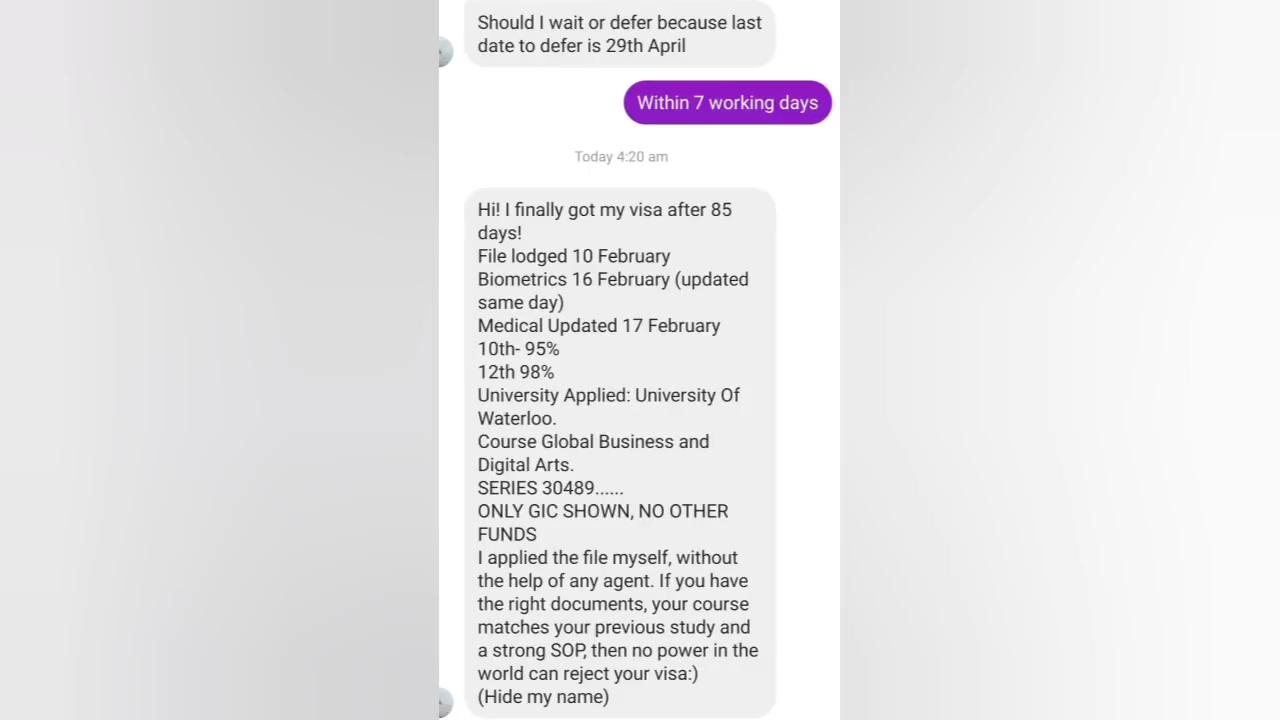 Should I wait or defer because last
date to defer is 29th April
Within 7 working days
Today 4:20 am
Hi! I finally got my visa after 85
days!
File lodged 10 February
Biometrics 16 February (updated
same day)
Medical Updated 17 February
10th- 95%
12th 98%
University Applied: University Of
Waterloo.
Course Global Business and
Digital Arts.
SERIES 30489......
ONLY GIC SHOWN, NO OTHER
FUNDS
I applied the file myself, without
the help of any agent. If you have
the right documents, your course
matches your previous study and
a strong SOP, then no power in the
world can reject your visa:)
(Hide my name)